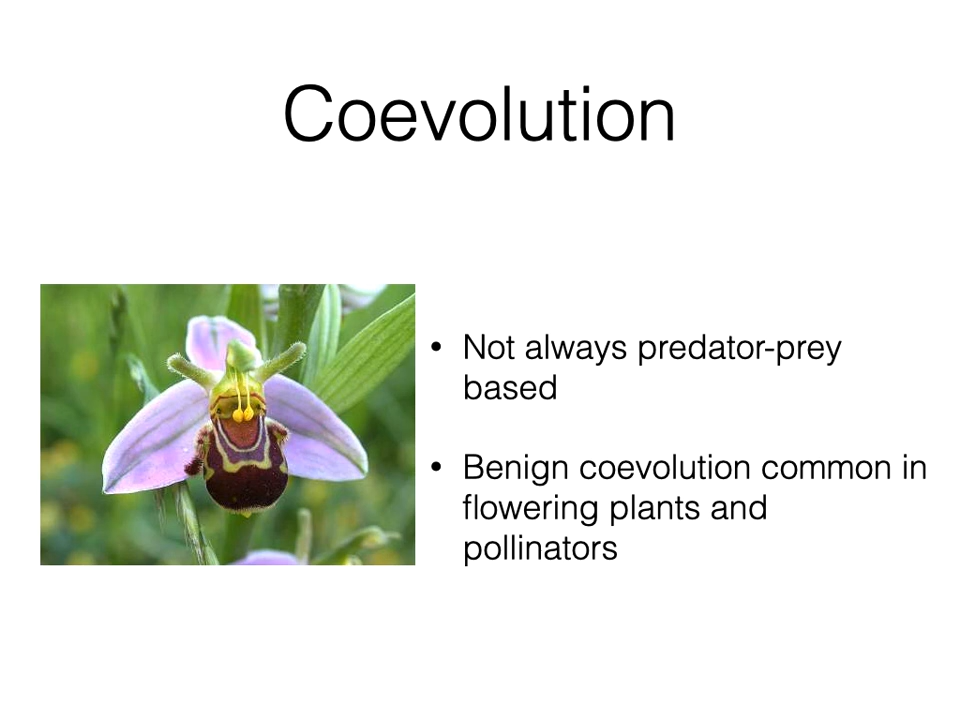 Coevolution
• Not always predator-prey
based
• Benign coevolution common in
flowering plants and
pollinators